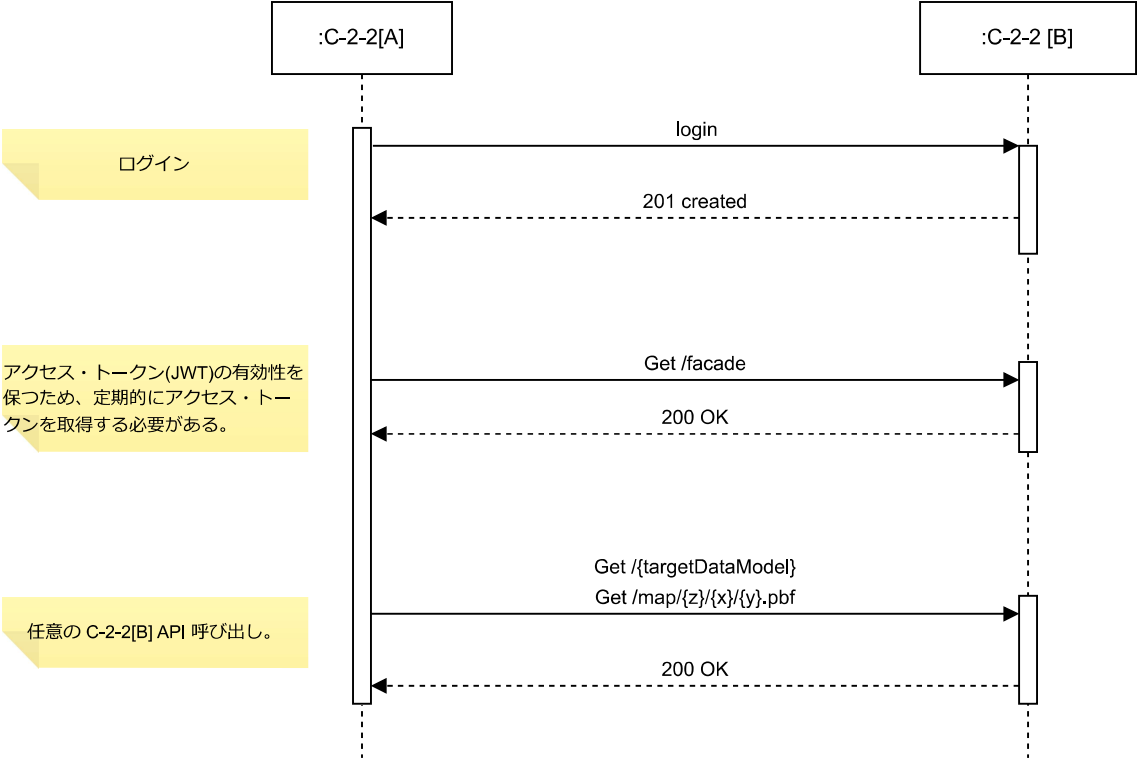 :C-2-2[A]
:C-2-2 [B]
ログイン
login
201 created
アクセス・トークン(JWT)の有効性を
保つため、定期的にアクセス・トー
クンを取得する必要がある。
Get /facade
200 OK
任意の C-2-2[B] API 呼び出し。
Get /{targetDataModel}
Get /map/{z}/{x}/{y}.pbf
200 OK